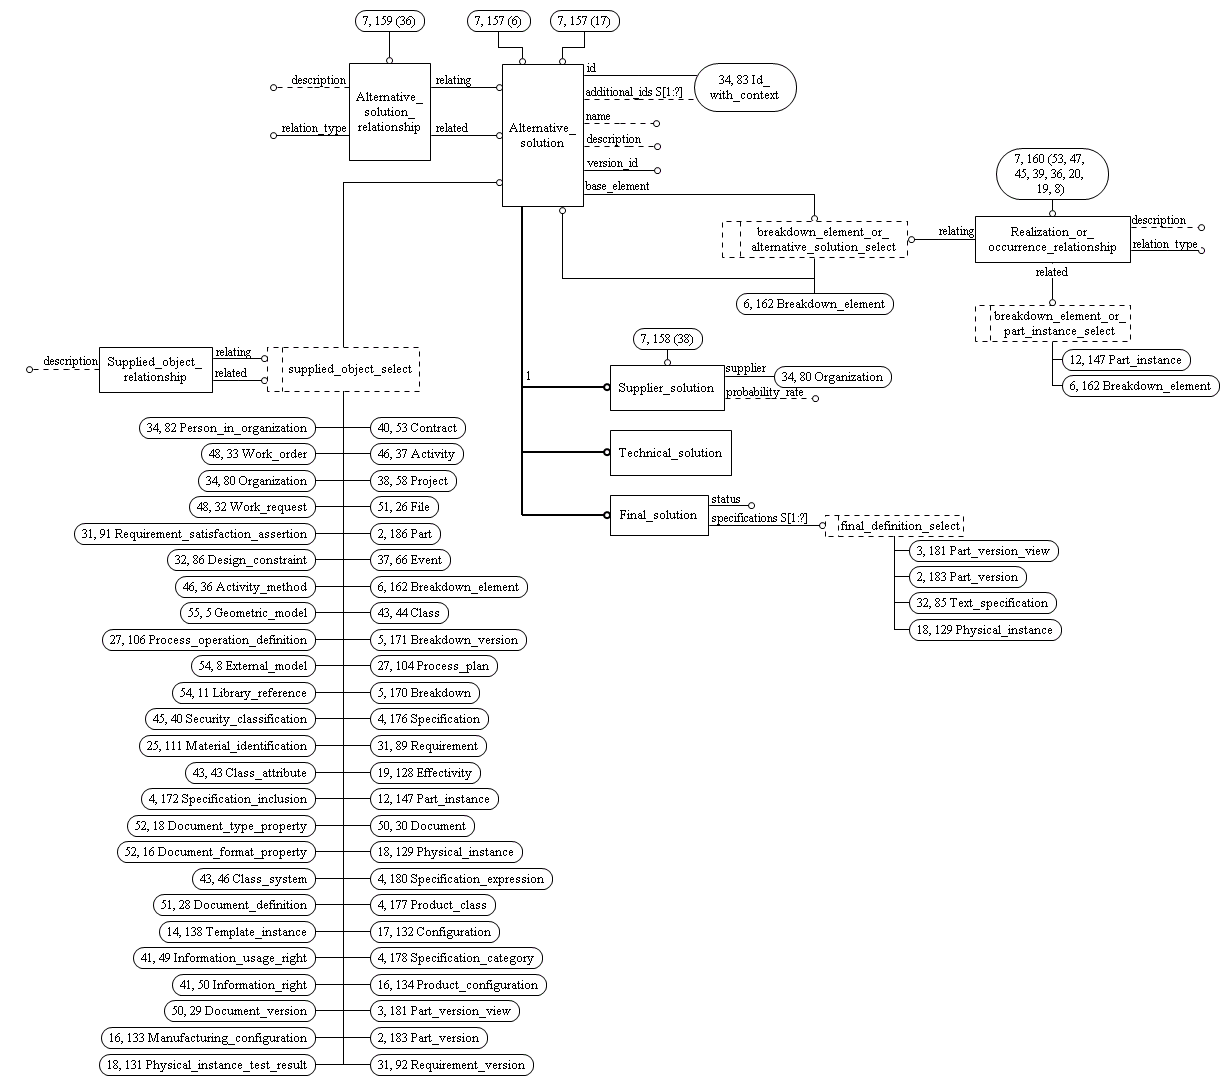 7, 159 (36)
7, 157 (6)
7, 157 (17)
description
relation_type
Alternative_
solution_
relationship
relating
related
Alternative_
solution
id
additional_ids S[1:?]
name
description
version_id
base_element
34, 83 Id_
with_context
7, 160 (53, 47,
45, 39, 36, 20,
19, 8)
breakdown_element_or_
alternative_solution_select
relating
Realization_or_
occurrence_relationship
description
relation_type
related
6, 162 Breakdown_element
breakdown_element_or_
part_instance_select
12, 147 Part_instance
6, 162 Breakdown_element
description
Supplied_object_
relationship
relating
related
supplied_object_select
7, 158 (38)
1
Supplier_solution
supplier
probability_rate
34, 80 Organization
Technical_solution
Final_solution
status
specifications S[1:?]
final_definition_select
3, 181 Part_version_view
2, 183 Part_version
32, 85 Text_specification
18, 129 Physical_instance
34, 82 Person_in_organization
40, 53 Contract
48, 33 Work_order
46, 37 Activity
34, 80 Organization
38, 58 Project
48, 32 Work_request
51, 26 File
31, 91 Requirement_satisfaction_assertion
2, 186 Part
32, 86 Design_constraint
37, 66 Event
46, 36 Activity_method
6, 162 Breakdown_element
55, 5 Geometric_model
43, 44 Class
27, 106 Process_operation_definition
5, 171 Breakdown_version
54, 8 External_model
27, 104 Process_plan
54, 11 Library_reference
5, 170 Breakdown
45, 40 Security_classification
4, 176 Specification
25, 111 Material_identification
31, 89 Requirement
43, 43 Class_attribute
19, 128 Effectivity
4, 172 Specification_inclusion
12, 147 Part_instance
52, 18 Document_type_property
50, 30 Document
52, 16 Document_format_property
18, 129 Physical_instance
43, 46 Class_system
4, 180 Specification_expression
51, 28 Document_definition
4, 177 Product_class
14, 138 Template_instance
17, 132 Configuration
41, 49 Information_usage_right
4, 178 Specification_category
41, 50 Information_right
16, 134 Product_configuration
50, 29 Document_version
3, 181 Part_version_view
16, 133 Manufacturing_configuration
2, 183 Part_version
18, 131 Physical_instance_test_result
31, 92 Requirement_version